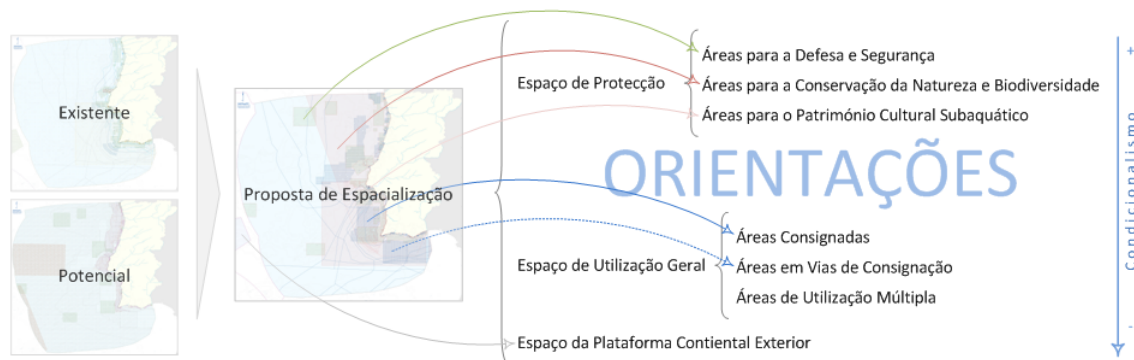 Existente
Potencial
Proposta de Espacialização
Espaço de Protecção
Áreas para a Defesa e Segurança
Áreas para a Conservação da Natureza e Biodiversidade
Áreas para o Património Cultural Subaquático
ORIENTAÇÕES
Espaço de Utilização Geral
Áreas Consignadas
Áreas em Vias de Consignação
Áreas de Utilização Múltipla
Espaço da Plataforma Contiental Exterior
+
Condicionalismo
-